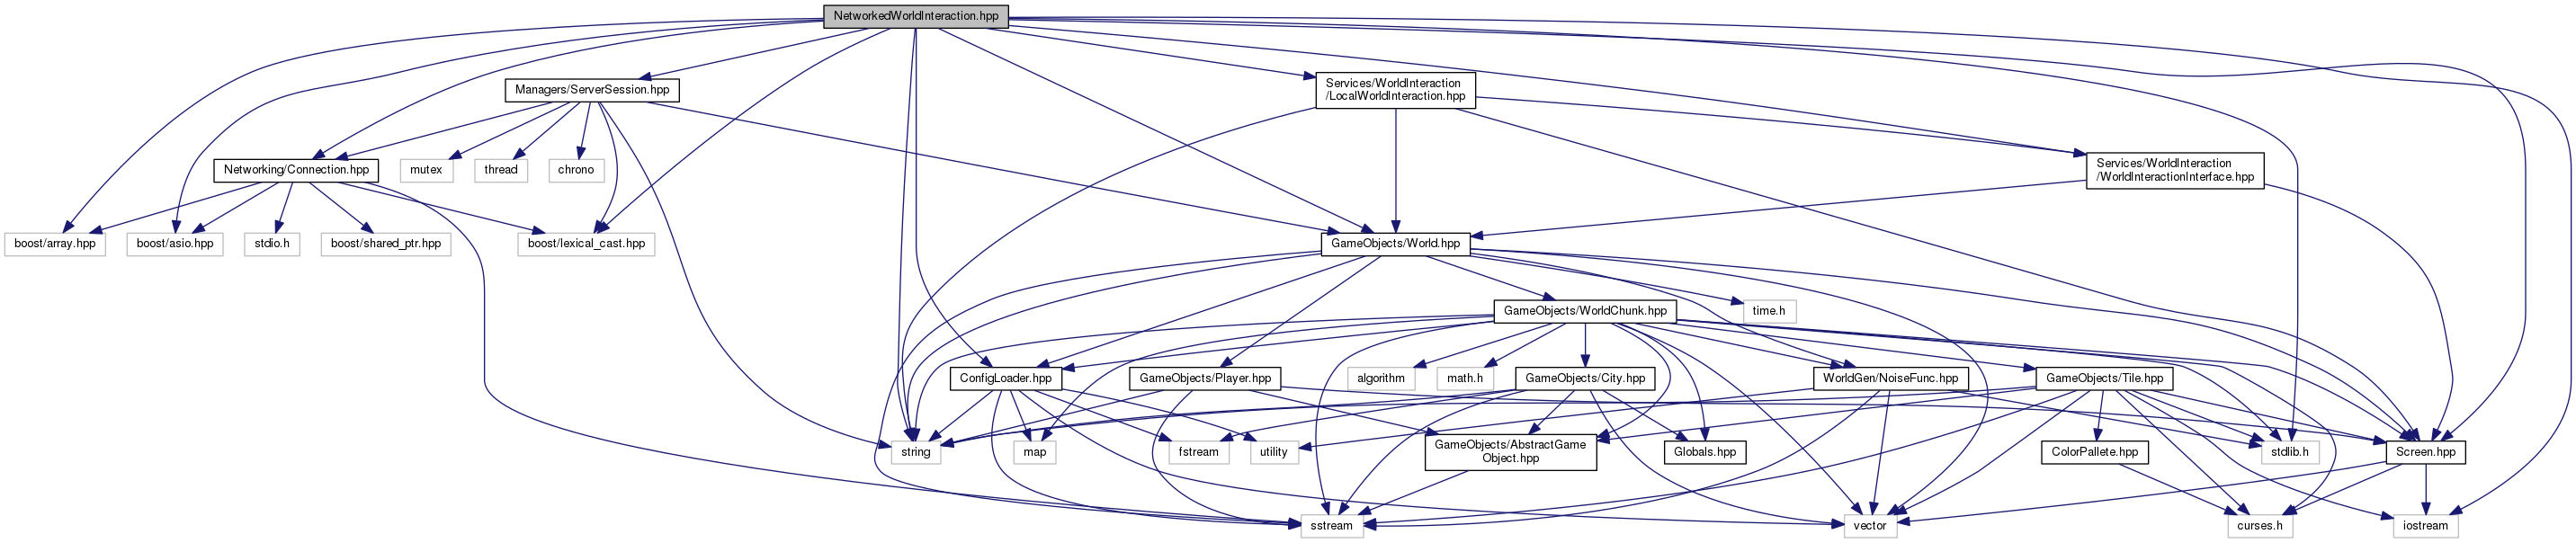 NetworkedWorldInteraction.hpp
Managers/ServerSession.hpp
Services/WorldInteraction
/LocalWorldInteraction.hpp
Networking/Connection.hpp
mutex
thread
chrono
Services/WorldInteraction
/WorldInteractionInterface.hpp
boost/array.hpp
boost/asio.hpp
stdio.h
boost/shared_ptr.hpp
boost/lexical_cast.hpp
GameObjects/World.hpp
GameObjects/WorldChunk.hpp
time.h
ConfigLoader.hpp
GameObjects/Player.hpp
algorithm
math.h
GameObjects/City.hpp
WorldGen/NoiseFunc.hpp
GameObjects/Tile.hpp
string
map
fstream
utility
GameObjects/AbstractGame
Object.hpp
Globals.hpp
ColorPallete.hpp
stdlib.h
Screen.hpp
sstream
vector
curses.h
iostream